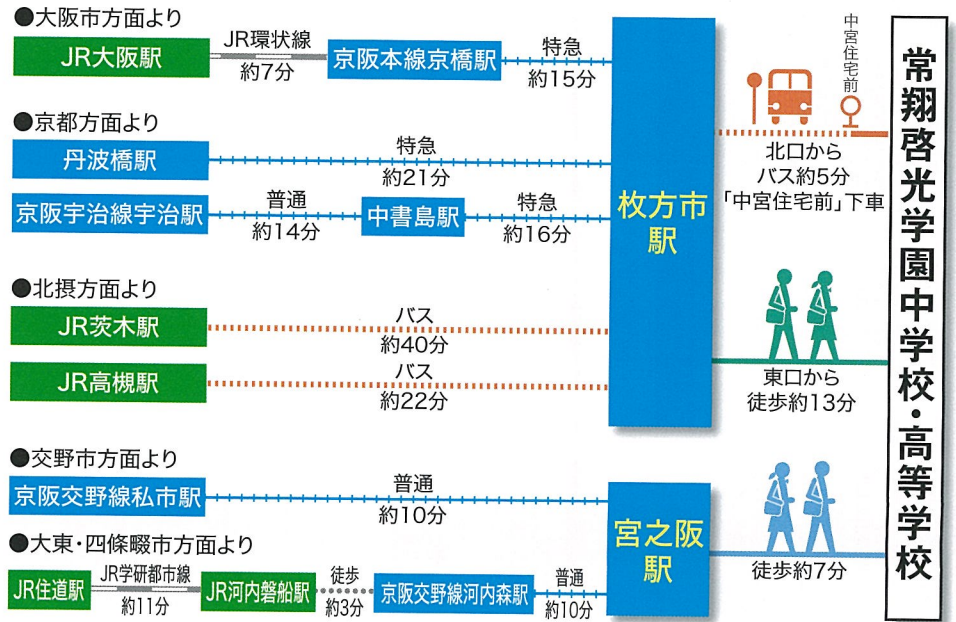 ●大阪市方面より
JR大阪駅
JR環状線
約7分
京阪本線京橋駅
特急
約15分
●京都方面より
丹波橋駅
特急
約21分
京阪宇治線宇治駅
普通
約14分
中書島駅
特急
約16分
●北摂方面より
JR茨木駅
バス
約40分
JR高槻駅
バス
約22分
枚方市
駅
中宮住宅前
北口から
バス約5分
「中宮住宅前」下車
東口から
徒歩約13分
●交野市方面より
京阪交野線私市駅
普通
約10分
●大東・四條畷市方面より
JR住道駅
JR学研都市線
約11分
JR河内磐船駅
徒歩
約3分
京阪交野線河内森駅
普通
約10分
宮之阪
駅
徒歩約7分
常翔啓光学園中学校・高等学校